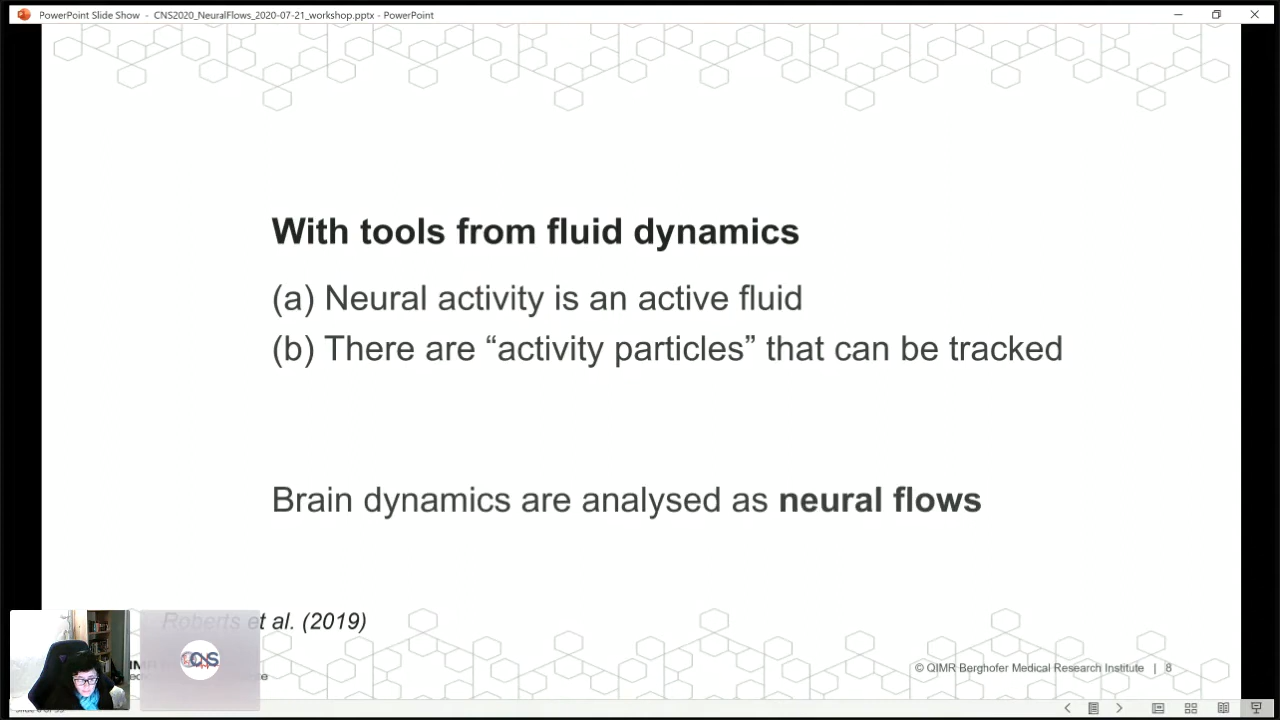 PowerPoint Slide Show - CNS2020_NeuralFlows_2020-07-21_workshop.pptx - PowerPoint
With tools from fluid dynamics
(a) Neural activity is an active fluid
(b) There are “activity particles” that can be tracked
Brain dynamics are analysed as neural flows
Roberts et al. (2019)
CNS
© QIMR Berghofer Medical Research Institute | 8